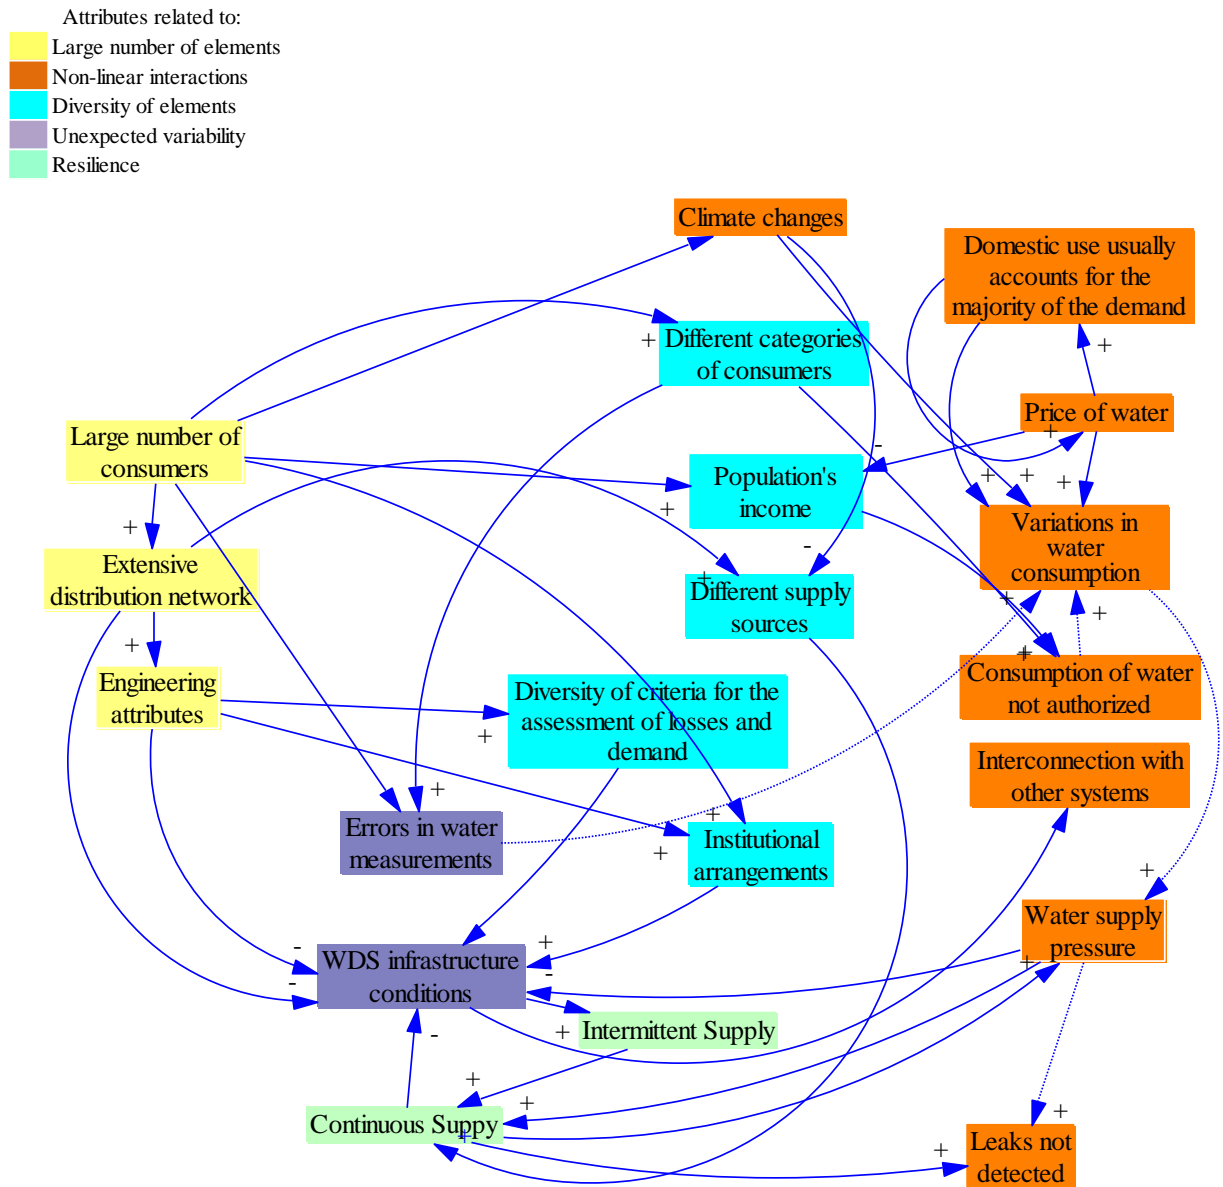 Attributes related to:
Large number of elements
Non-linear interactions
Diversity of elements
Unexpected variability
Resilience
Climate changes
Domestic use usually
accounts for the
majority of the demand
+
Different categories
of consumers
+
Price of water
+
-
Large number of
consumers
Population's
income
+
+
+
+
Variations in
water
consumption
+
-
Extensive
distribution network
+
Different supply
sources
+
+
+
Consumption of water
not authorized
++
Engineering
attributes
Diversity of criteria for the
assessment of losses and
demand
+
Interconnection with
other systems
+
Errors in water
measurements
+
Institutional
arrangements
+
+
Water supply
pressure
+
-
-
WDS infrastructure
conditions
+
-
-
Intermittent Supply
+
+
Continuous Suppy
+
+
+
Leaks not
detected
+